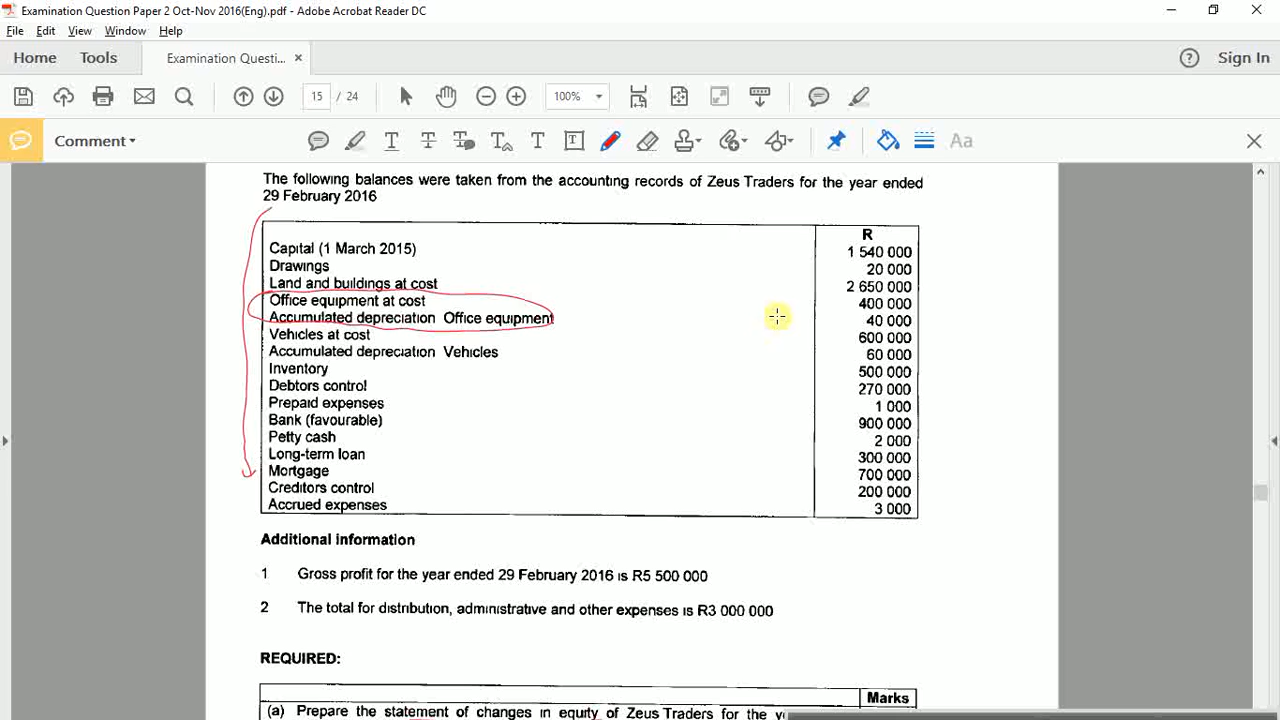 Examination Question Paper 2 Oct-Nov 2016(Eng).pdf - Adobe Acrobat Reader DC
File Edit View Window Help
Home Tools Examination Questi... × Sign In
15 / 24 100%
Comment
The following balances were taken from the accounting records of Zeus Traders for the year ended
29 February 2016
R
Capital (1 March 2015) 1 540 000
Drawings 20 000
Land and buildings at cost 2 650 000
Office equipment at cost 400 000
Accumulated depreciation Office equipment 40 000
Vehicles at cost 600 000
Accumulated depreciation Vehicles 60 000
Inventory 500 000
Debtors control 270 000
Prepaid expenses 1 000
Bank (favourable) 900 000
Petty cash 2 000
Long-term loan 300 000
Mortgage 700 000
Creditors control 200 000
Accrued expenses 3 000
Additional information
1 Gross profit for the year ended 29 February 2016 is R5 500 000
2 The total for distribution, administrative and other expenses is R3 000 000
REQUIRED:
Marks
(a) Prepare the statement of changes in equity of Zeus Traders for the